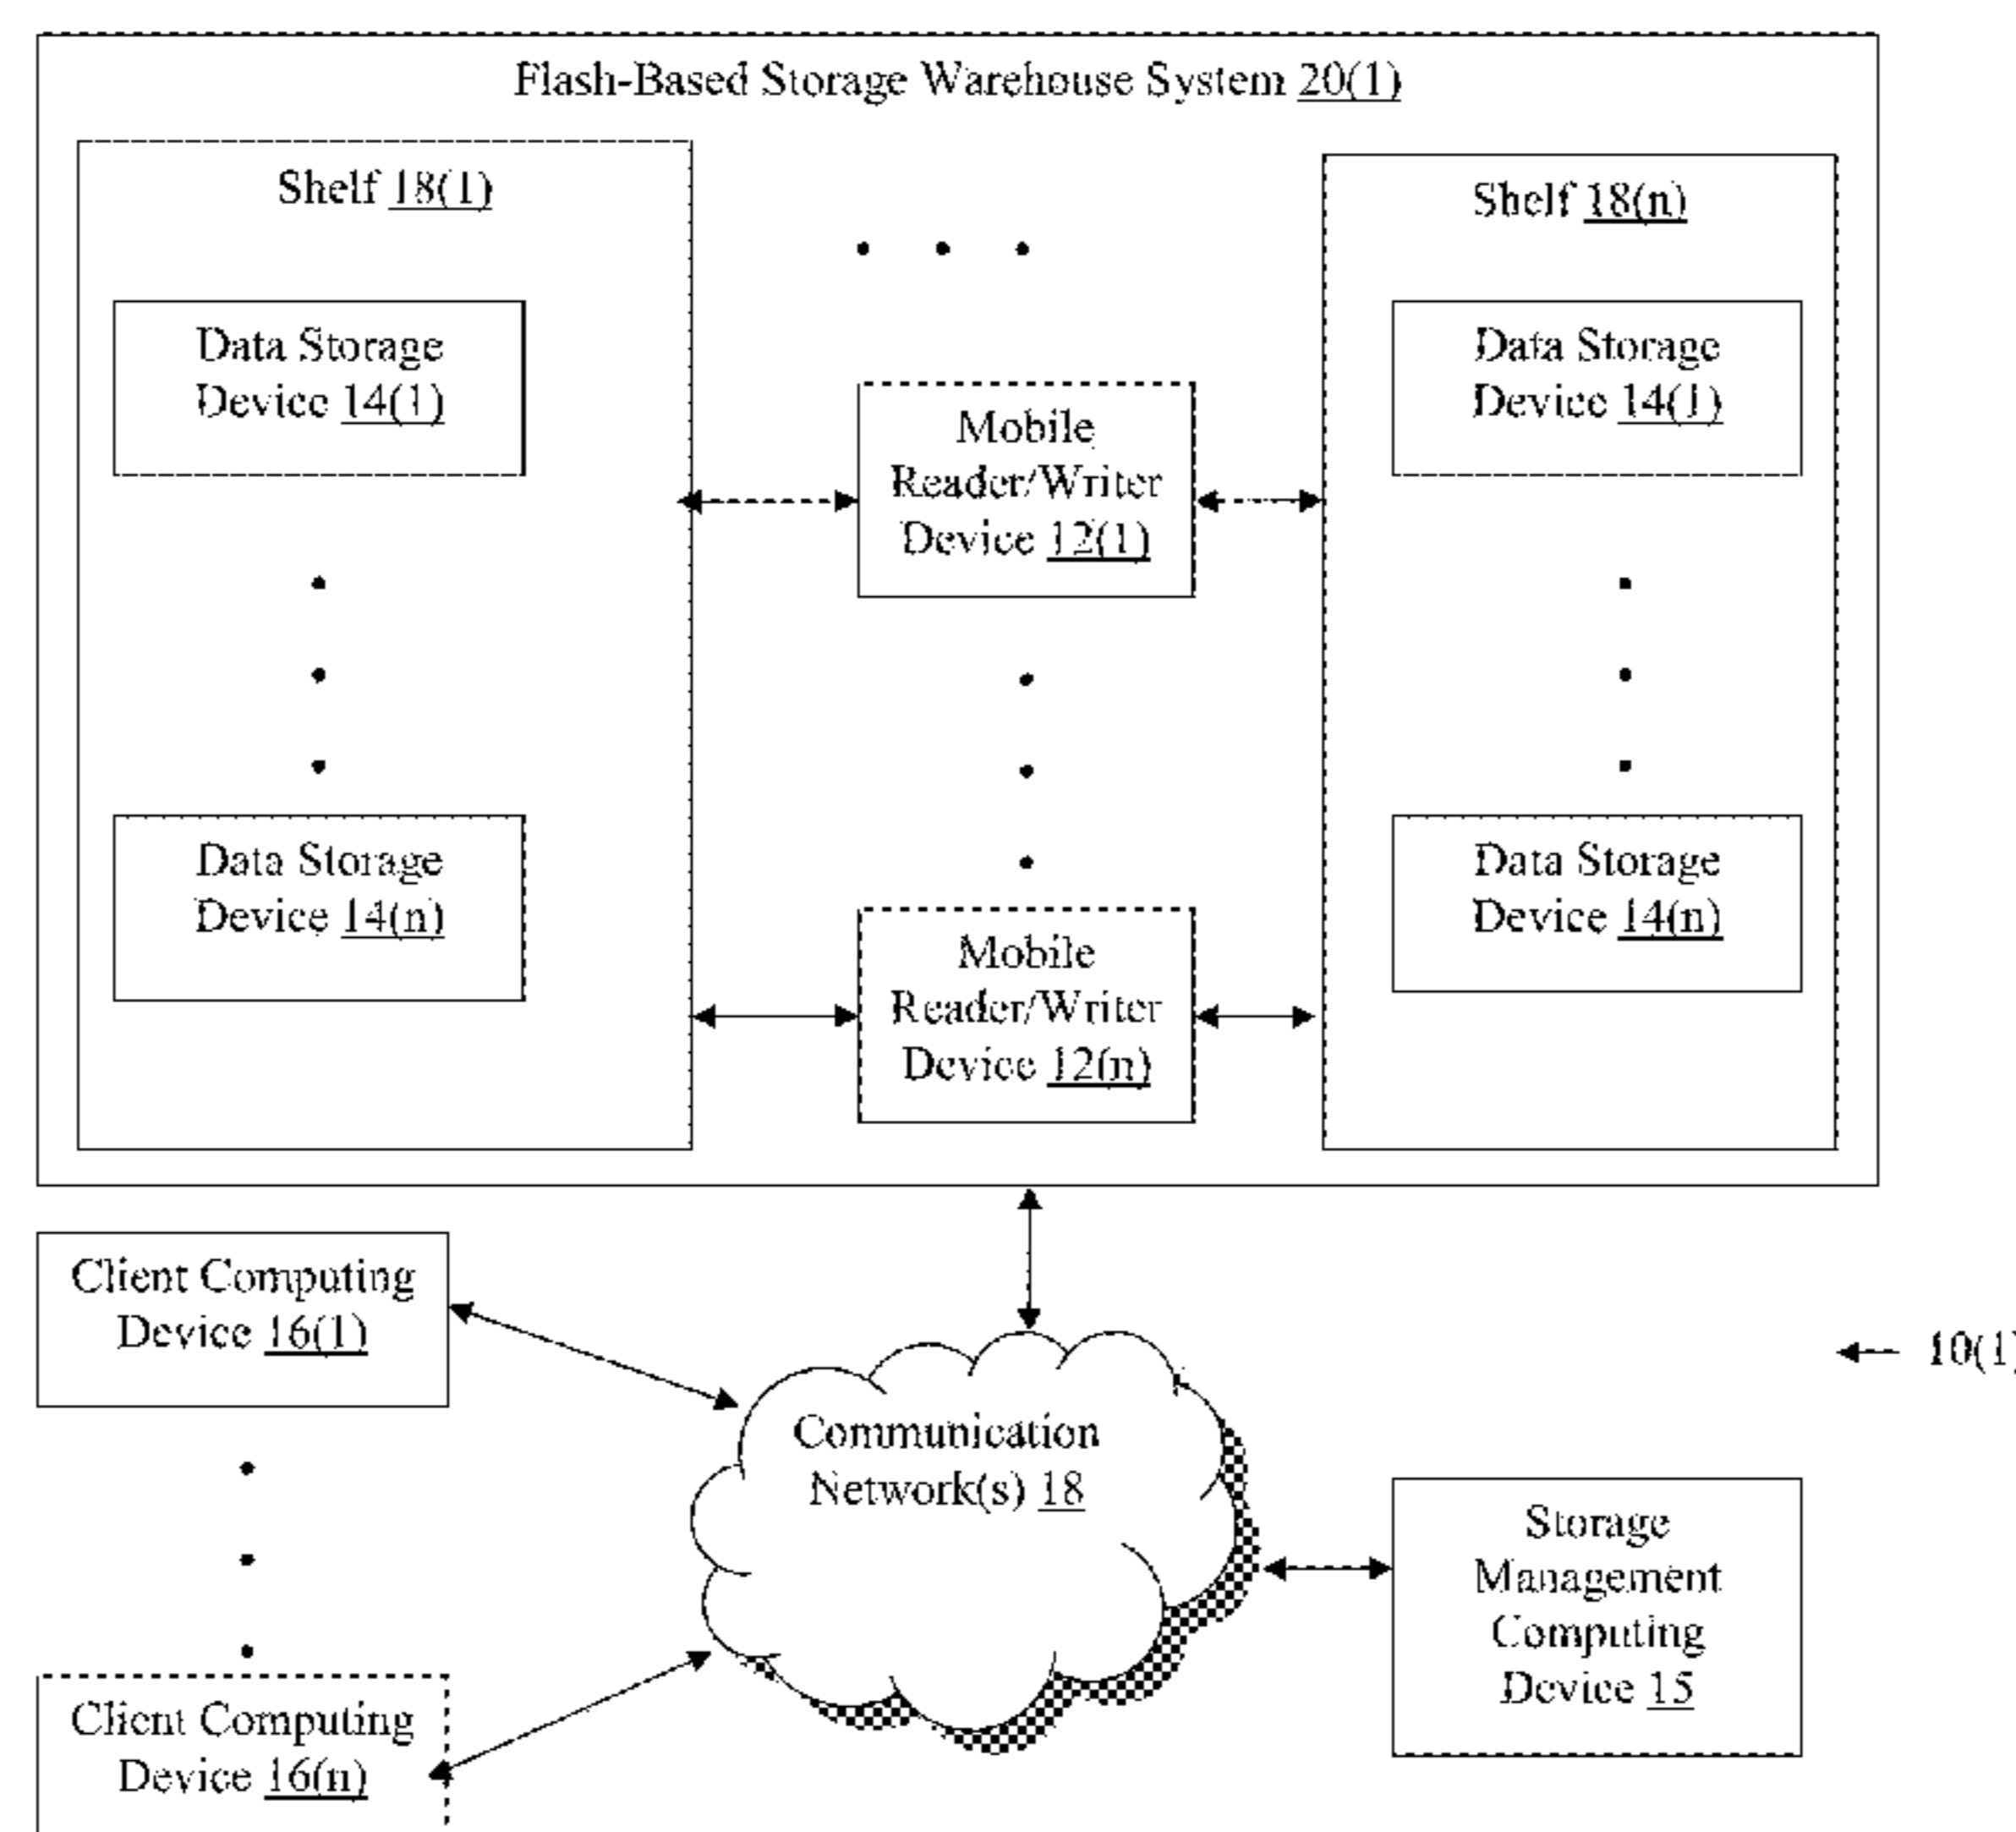 Flash-Based Storage Warehouse System 20(1)
Shelf 18(1)
Shelf 18(n)
Data Storage
Device 14(1)
Data Storage
Device 14(1)
Mobile
Reader/Writer
Device 12(1)
Data Storage
Device 14(n)
Data Storage
Device 14(n)
Mobile
Reader/Writer
Device 12(n)
Client Computing
Device 16(1)
10(1)
Communication
Network(s) 18
Storage
Management
Computing
Device 15
Client Computing
Device 16(n)